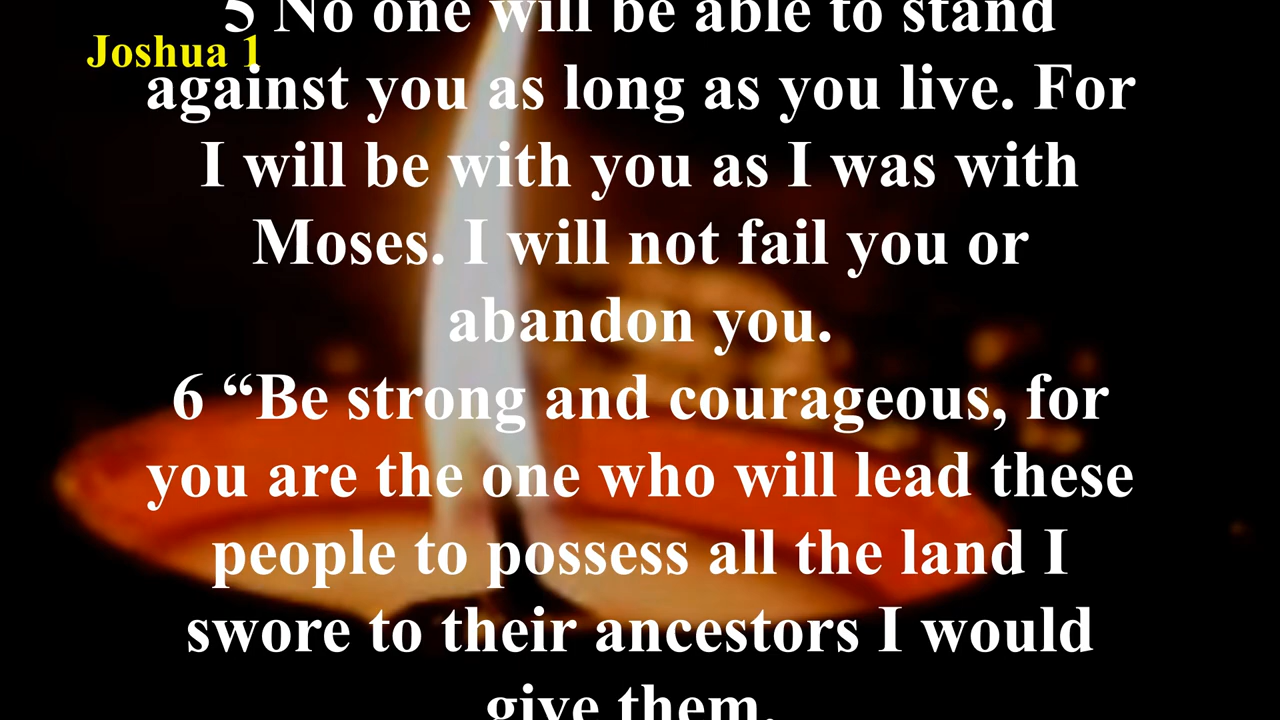 5 No one will be able to stand
Joshua 1
against you as long as you live. For
I will be with you as I was with
Moses. I will not fail you or
abandon you.
6 “Be strong and courageous, for
you are the one who will lead these
people to possess all the land I
swore to their ancestors I would
give them.